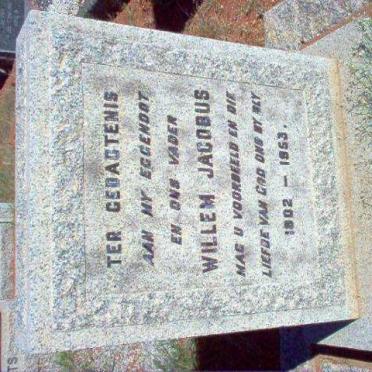 TER GEDAGTENIS
AAN MY EGGENOOT
EN ONS VADER
WILLEM JACOBUS
MAG U VOORBEELD EN DIE
LIEFDE VAN GOD ONS BY BLY
1902 — 1963.